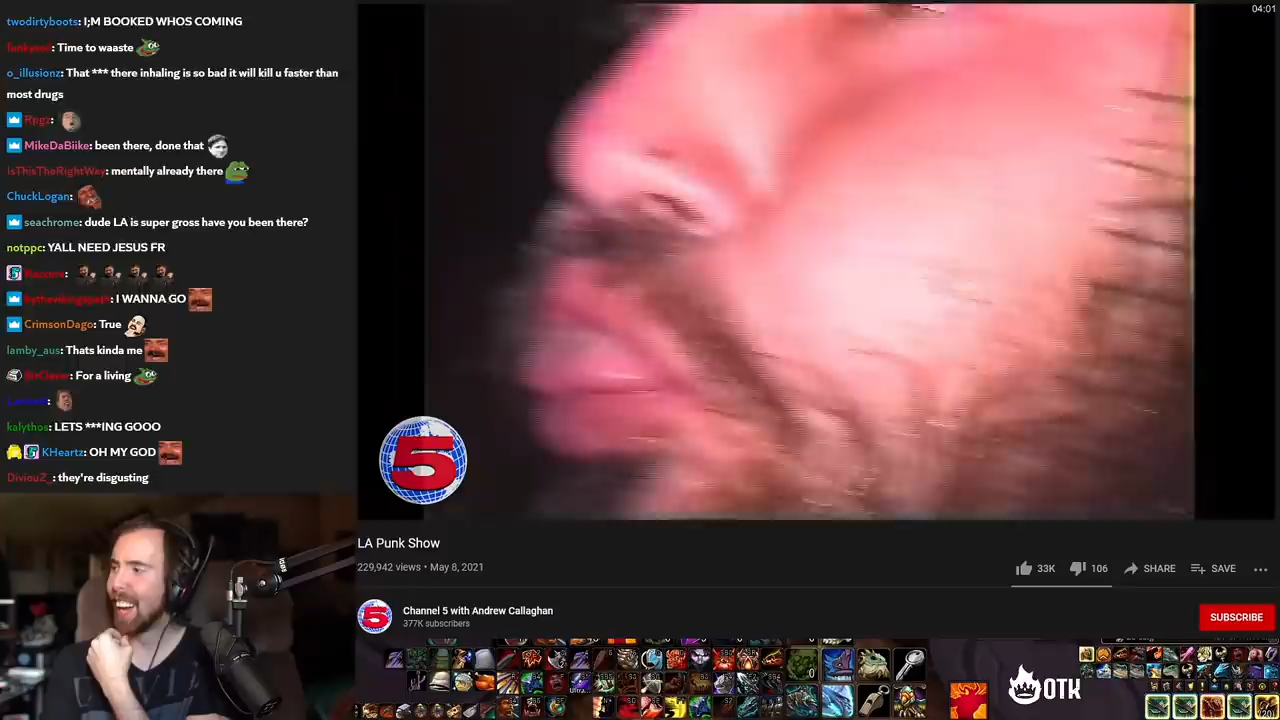 twodirtyboots: I;M BOOKED WHOS COMING
04:01
Time to waaste
o_illusionz: That *** there inhaling is so bad it will kill u faster than
most drugs
Rpgz:
MikeDaBiike: been there, done that
IsThisTheRightWay: mentally already there
ChuckLogan:
seachrome: dude LA is super gross have you been there?
notppc: YALL NEED JESUS FR
I WANNA GO
CrimsonDago: True
lamby_aus: Thats kinda me
For a living
kalythos: LETS ***ING GOOO
KHeartz: OH MY GOD
DiviouZ_: they're disgusting
5
LA Punk Show
229,942 views • May 8, 2021
33K
106
SHARE
SAVE
5
Channel 5 with Andrew Callaghan
377K subscribers
SUBSCRIBE
OTK